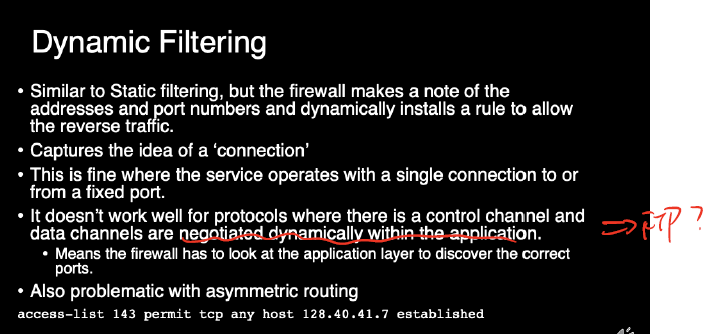 Dynamic Filtering
• Similar to Static filtering, but the firewall makes a note of the
addresses and port numbers and dynamically installs a rule to allow
the reverse traffic.
• Captures the idea of a ‘connection’
• This is fine where the service operates with a single connection to or
from a fixed port.
• It doesn’t work well for protocols where there is a control channel and
data channels are negotiated dynamically within the application.
⇒ FTP?
• Means the firewall has to look at the application layer to discover the correct
ports.
• Also problematic with asymmetric routing
access-list 143 permit tcp any host 128.40.41.7 established